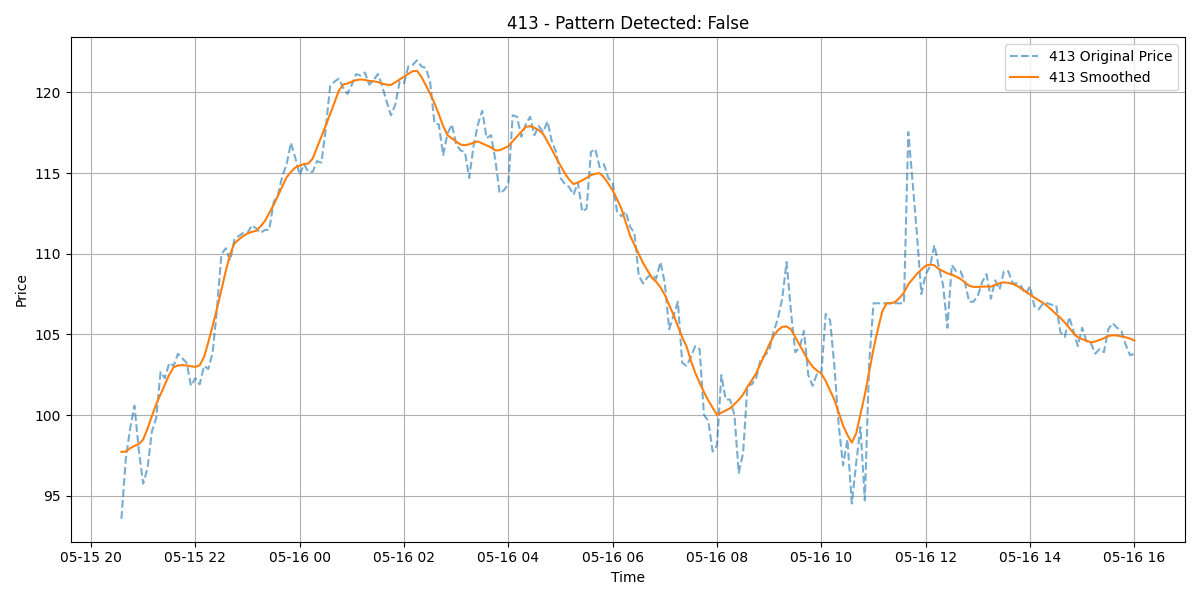 413 - Pattern Detected: False
413 Original Price
413 Smoothed
120
115
110
105
100
95
Price
05-15 20 05-15 22 05-16 00 05-16 02 05-16 04 05-16 06 05-16 08 05-16 10 05-16 12 05-16 14 05-16 16
Time